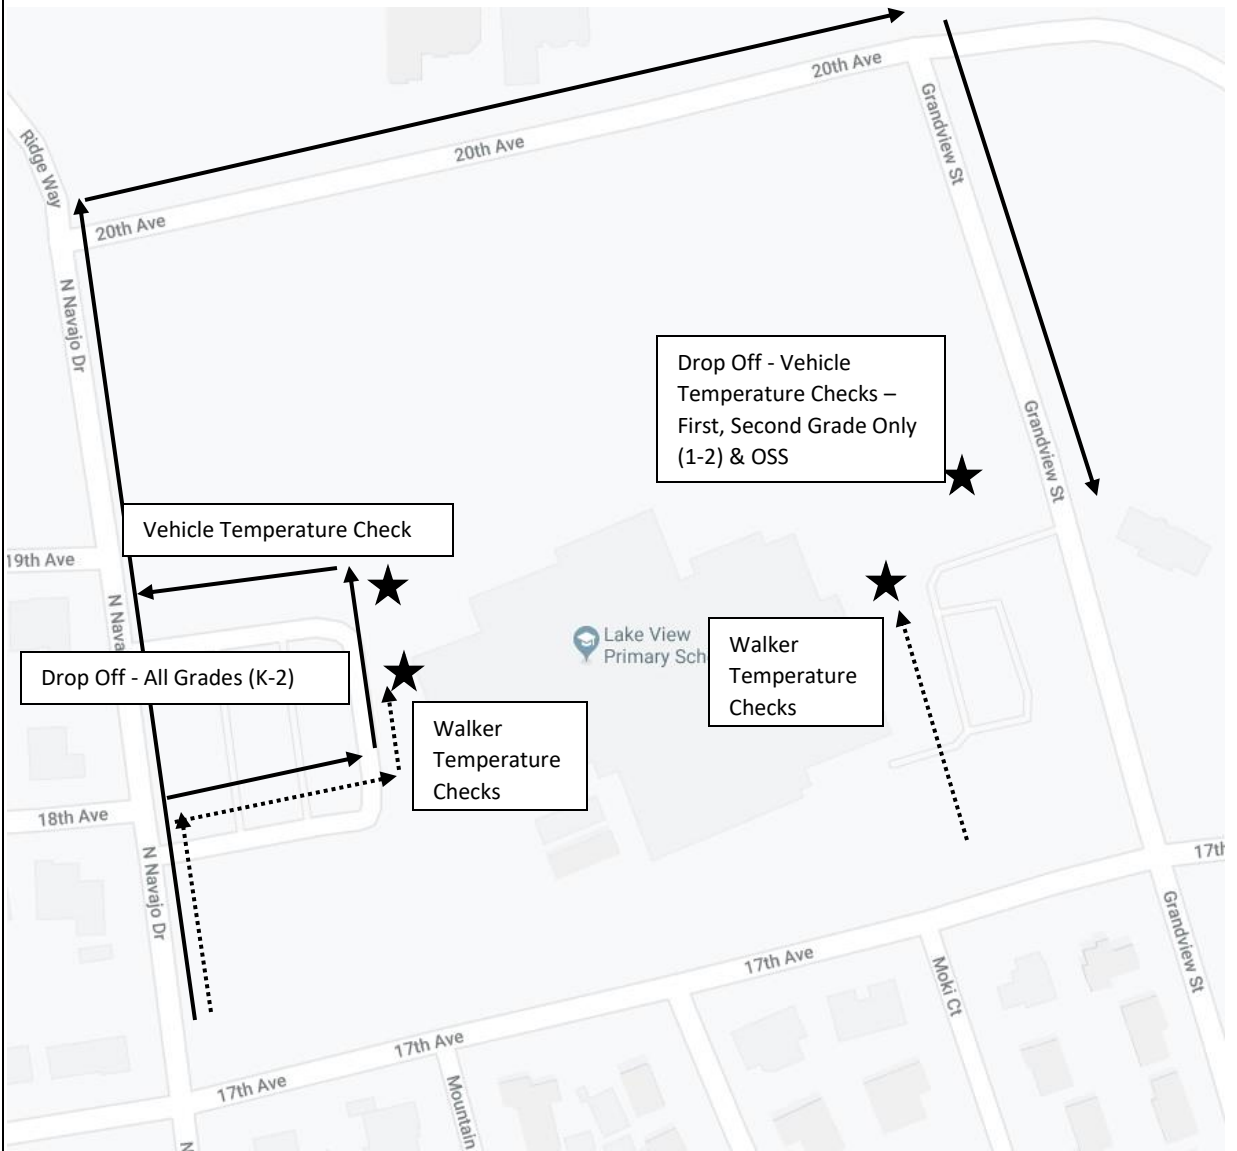 20th Ave
Ridge Way
20th Ave
20th Ave
Grandview St
N Navajo Dr
Drop Off - Vehicle
Temperature Checks –
First, Second Grade Only
(1-2) & OSS
Grandview St
Vehicle Temperature Check
19th Ave
N Nava
Lake View
Primary Sch
Walker
Temperature
Checks
Drop Off - All Grades (K-2)
Walker
Temperature
Checks
18th Ave
N Navajo Dr
17th
Grandview St
17th Ave
Moki Ct
17th Ave
17th Ave
Mountain
N